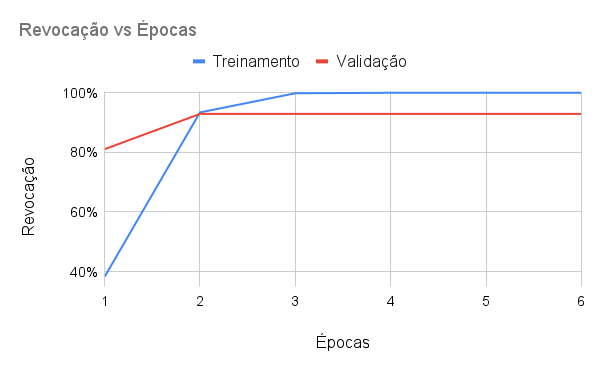 Revocação vs Épocas
Treinamento Validação
100%
80%
60%
40%
Revocação
1 2 3 4 5 6
Épocas